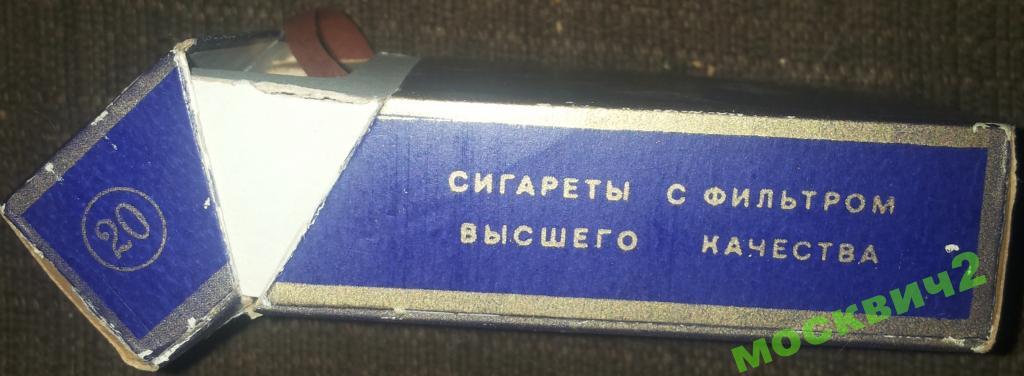 20
СИГАРЕТЫ С ФИЛЬТРОМ
ВЫСШЕГО КАЧЕСТВА
МОСКВИЧ2